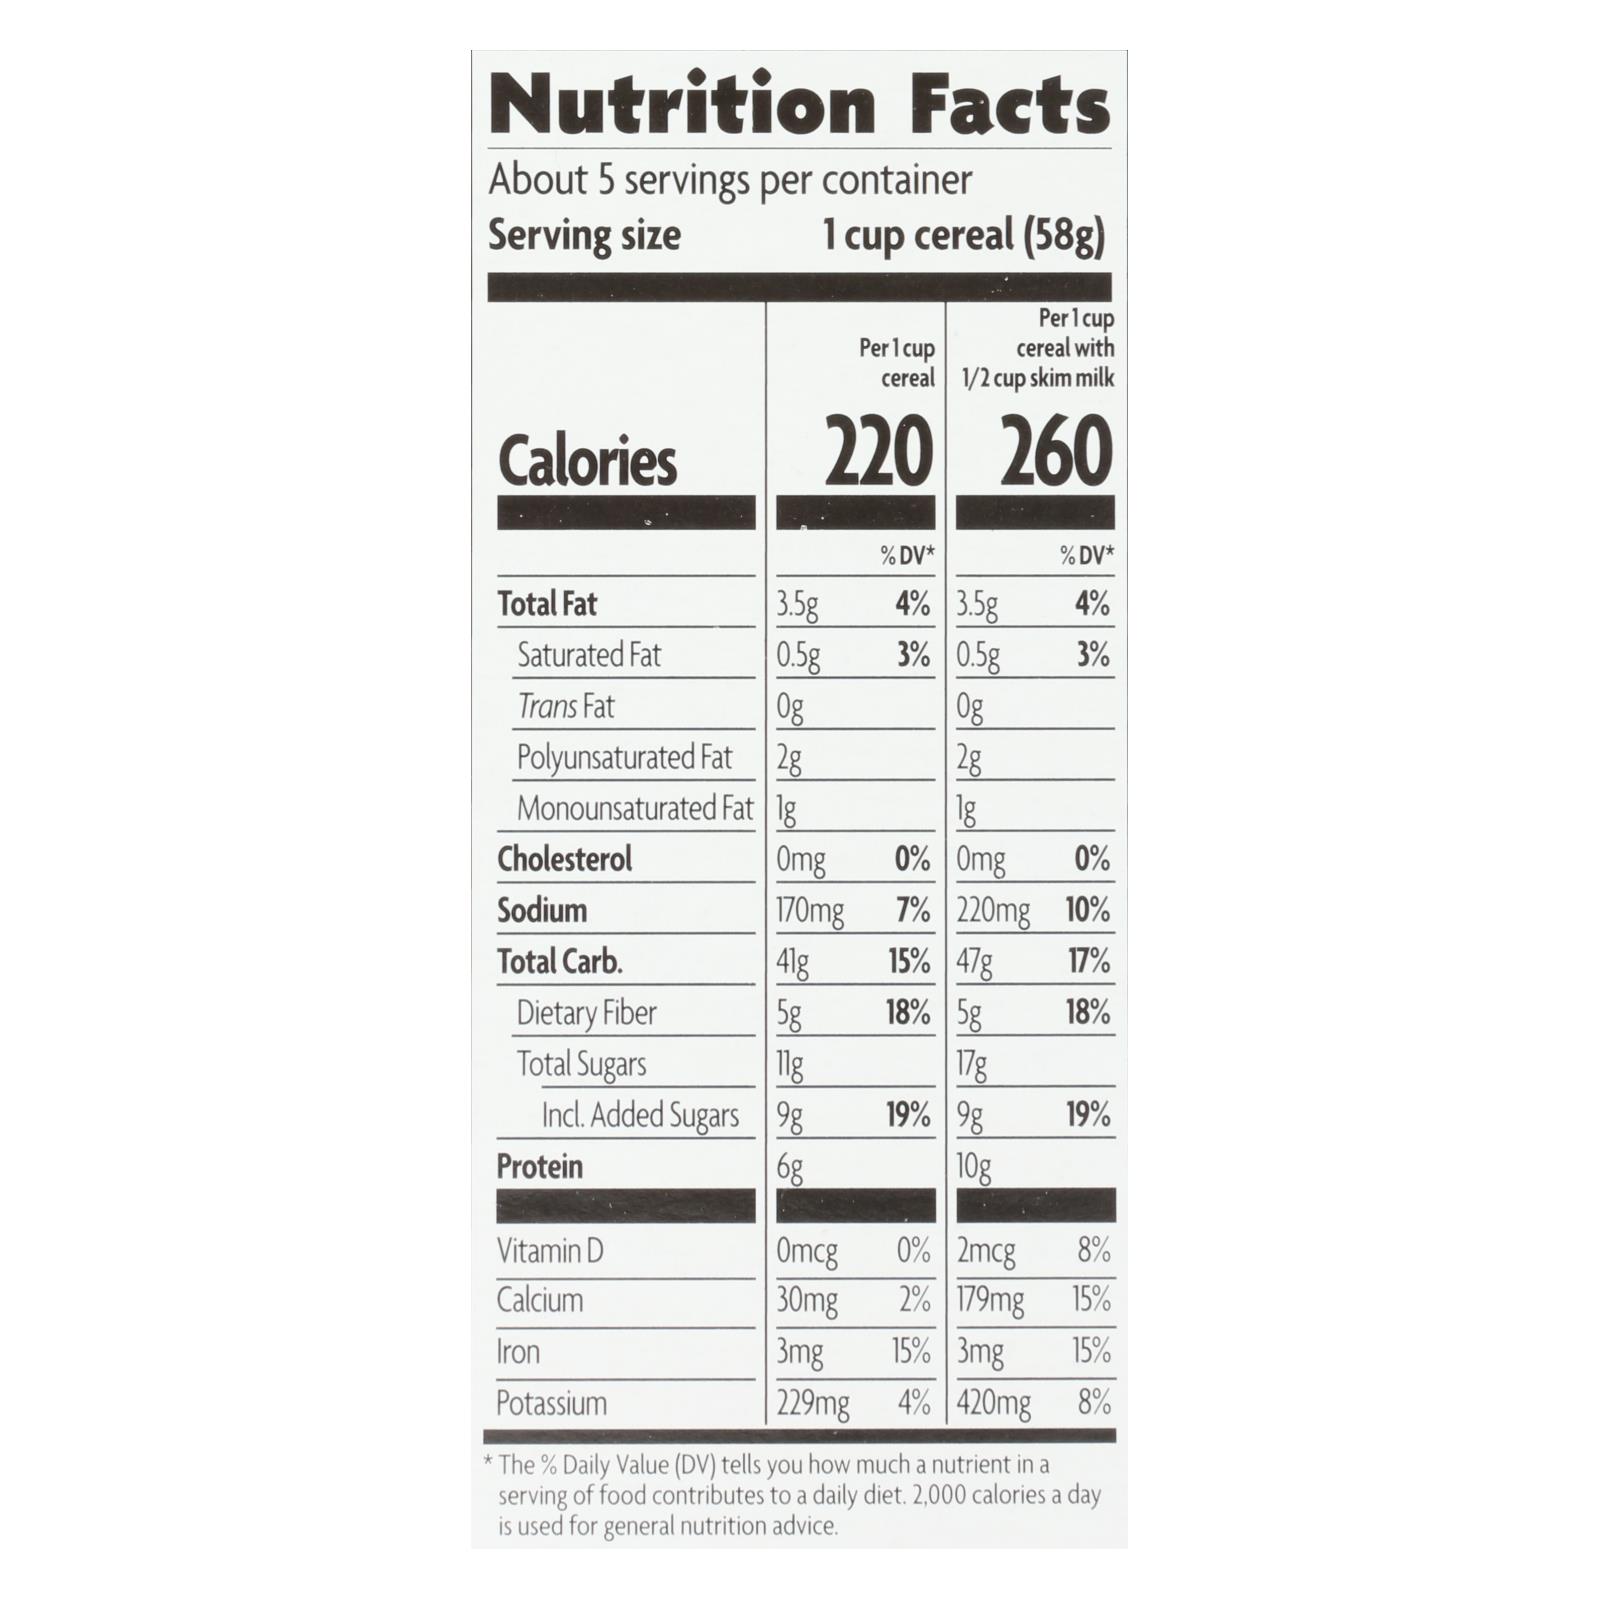 Nutrition Facts
About 5 servings per container
Serving size 1 cup cereal (58g)
Per 1 cup
cereal
Per 1 cup
cereal with
1/2 cup skim milk
Calories 220 260
% DV* % DV*
Total Fat 3.5g 4% 3.5g 4%
Saturated Fat 0.5g 3% 0.5g 3%
Trans Fat 0g 0g
Polyunsaturated Fat 2g 2g
Monounsaturated Fat 1g 1g
Cholesterol 0mg 0% 0mg 0%
Sodium 170mg 7% 220mg 10%
Total Carb. 41g 15% 47g 17%
Dietary Fiber 5g 18% 5g 18%
Total Sugars 11g 17g
Incl. Added Sugars 9g 19% 9g 19%
Protein 6g 10g
Vitamin D 0mcg 0% 2mcg 8%
Calcium 30mg 2% 179mg 15%
Iron 3mg 15% 3mg 15%
Potassium 229mg 4% 420mg 8%
* The % Daily Value (DV) tells you how much a nutrient in a
serving of food contributes to a daily diet. 2,000 calories a day
is used for general nutrition advice.